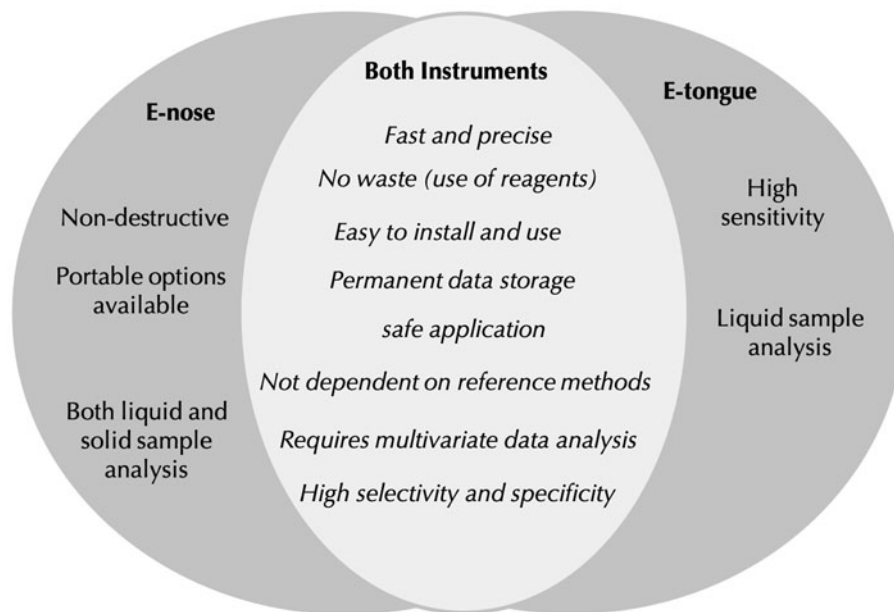 E-nose
Non-destructive
Portable options
available
Both liquid and
solid sample
analysis
Both Instruments
Fast and precise
No waste (use of reagents)
Easy to install and use
Permanent data storage
safe application
Not dependent on reference methods
Requires multivariate data analysis
High selectivity and specificity
E-tongue
High
sensitivity
Liquid sample
analysis